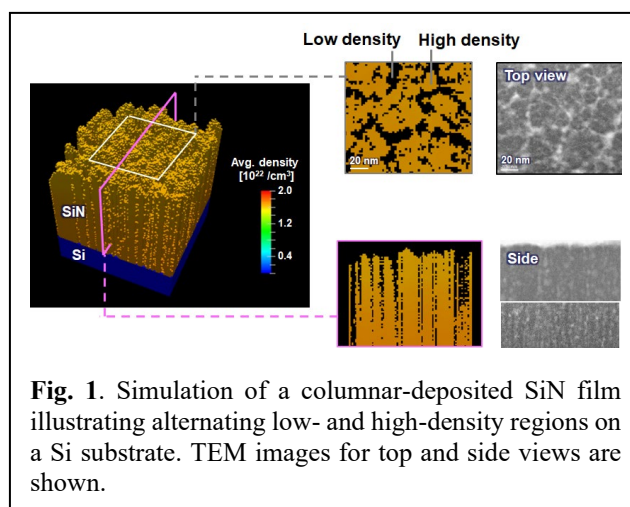 Low density
High density
Top view
Avg. density
[10²² /cm³]
2.0
1.2
0.4
SiN
Si
20 nm
20 nm
Side
Fig. 1. Simulation of a columnar-deposited SiN film
illustrating alternating low- and high-density regions on
a Si substrate. TEM images for top and side views are
shown.